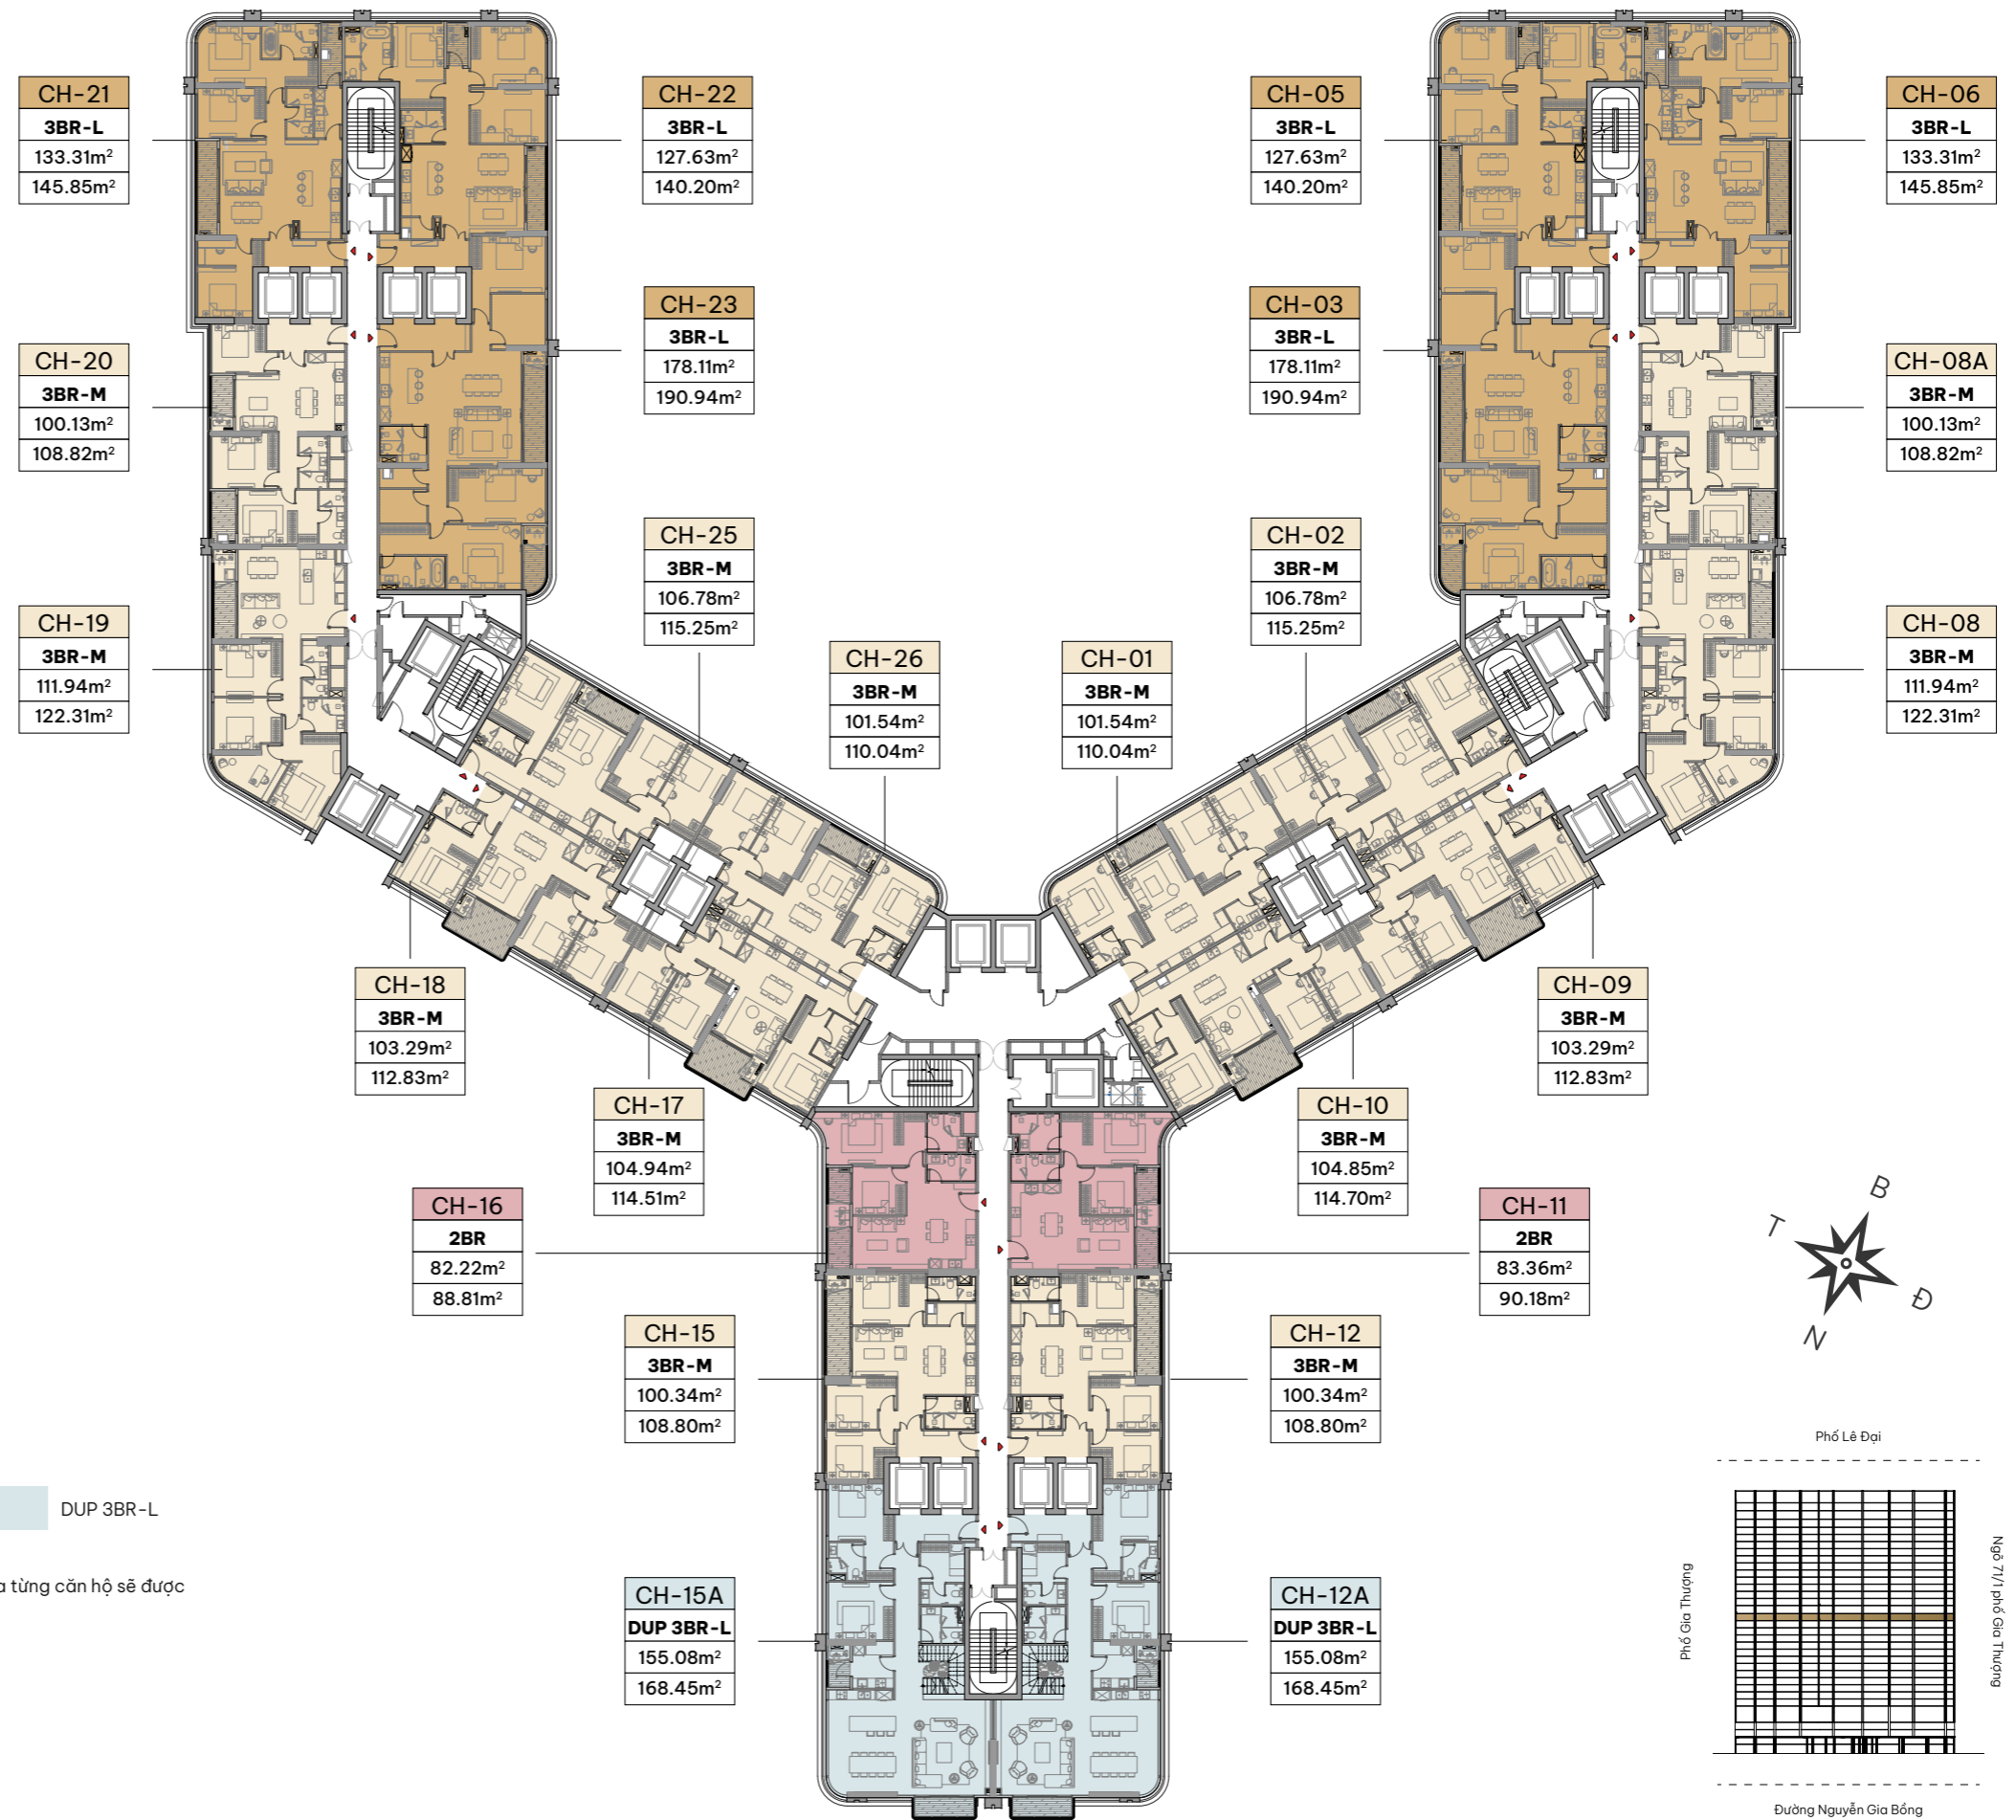 CH-21
3BR-L
133.31m²
145.85m²
CH-22
3BR-L
127.63m²
140.20m²
CH-05
3BR-L
127.63m²
140.20m²
CH-06
3BR-L
133.31m²
145.85m²
CH-23
3BR-L
178.11m²
190.94m²
CH-03
3BR-L
178.11m²
190.94m²
CH-20
3BR-M
100.13m²
108.82m²
CH-08A
3BR-M
100.13m²
108.82m²
CH-25
3BR-M
106.78m²
115.25m²
CH-02
3BR-M
106.78m²
115.25m²
CH-19
3BR-M
111.94m²
122.31m²
CH-26
3BR-M
101.54m²
110.04m²
CH-01
3BR-M
101.54m²
110.04m²
CH-08
3BR-M
111.94m²
122.31m²
CH-18
3BR-M
103.29m²
112.83m²
CH-09
3BR-M
103.29m²
112.83m²
CH-17
3BR-M
104.94m²
114.51m²
CH-10
3BR-M
104.85m²
114.70m²
CH-16
2BR
82.22m²
88.81m²
CH-11
2BR
83.36m²
90.18m²
B
T
Đ
N
CH-15
3BR-M
100.34m²
108.80m²
CH-12
3BR-M
100.34m²
108.80m²
DUP 3BR-L
từng căn hộ sẽ được
CH-15A
DUP 3BR-L
155.08m²
168.45m²
CH-12A
DUP 3BR-L
155.08m²
168.45m²
Phố Lê Đại
Phố Gia Thượng
Ngõ 71/1 phố Gia Thượng
Đường Nguyễn Gia Bồng